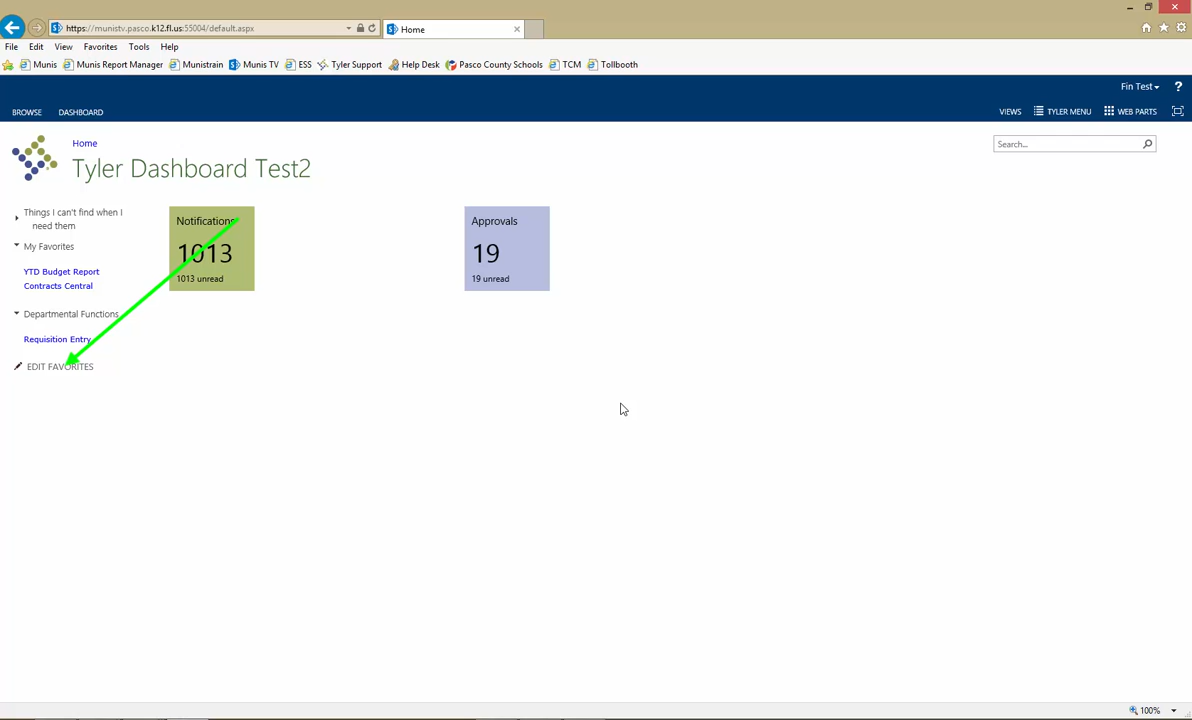 https://munistv.pasco.k12.fl.us:55004/default.aspx
Home
File Edit View Favorites Tools Help
Munis Munis Report Manager Munistrain Munis TV ESS Tyler Support Help Desk Pasco County Schools TCM Tollbooth
Fin Test ?
BROWSE DASHBOARD VIEWS TYLER MENU WEB PARTS
Home
Search...
Tyler Dashboard Test2
Things I can't find when I
need them
My Favorites
YTD Budget Report
Contracts Central
Departmental Functions
Requisition Entry
EDIT FAVORITES
Notifications
1013
1013 unread
Approvals
19
19 unread
100%